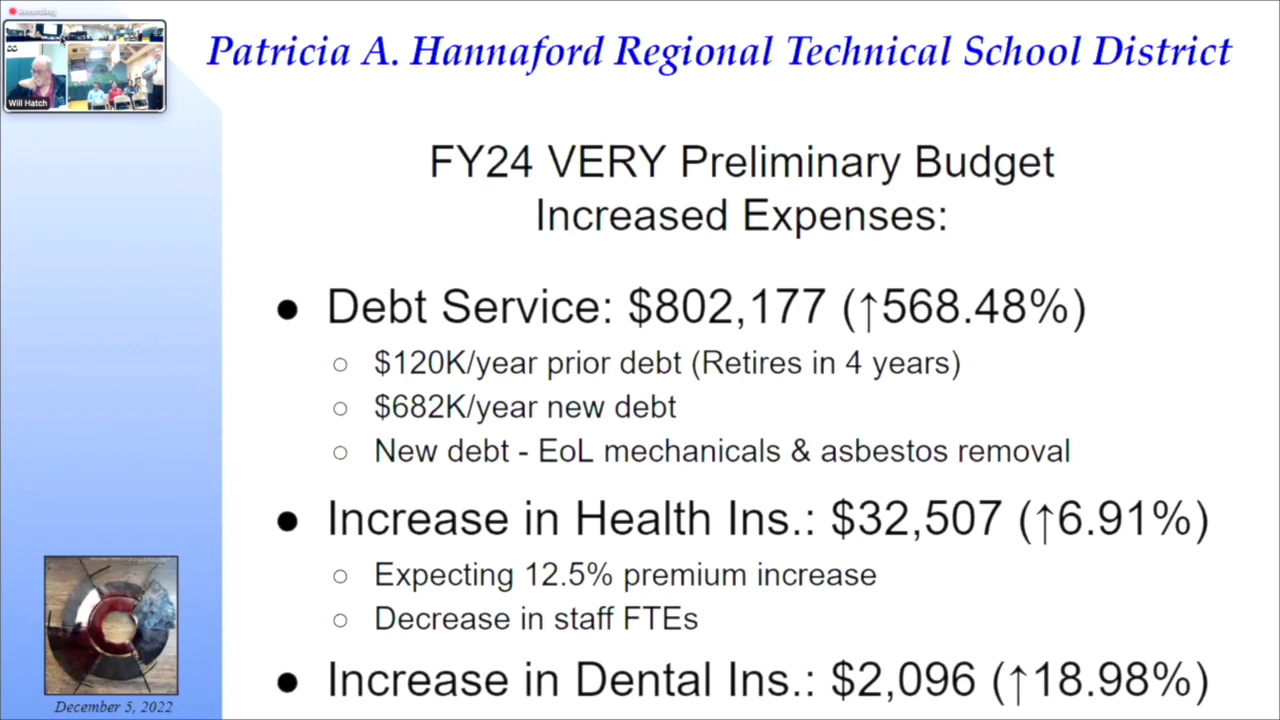 Recording
Will Hatch
Patricia A. Hannaford Regional Technical School District
FY24 VERY Preliminary Budget
Increased Expenses:
● Debt Service: $802,177 (↑568.48%)
○ $120K/year prior debt (Retires in 4 years)
○ $682K/year new debt
○ New debt - EoL mechanicals & asbestos removal
● Increase in Health Ins.: $32,507 (↑6.91%)
○ Expecting 12.5% premium increase
○ Decrease in staff FTEs
● Increase in Dental Ins.: $2,096 (↑18.98%)
December 5, 2022